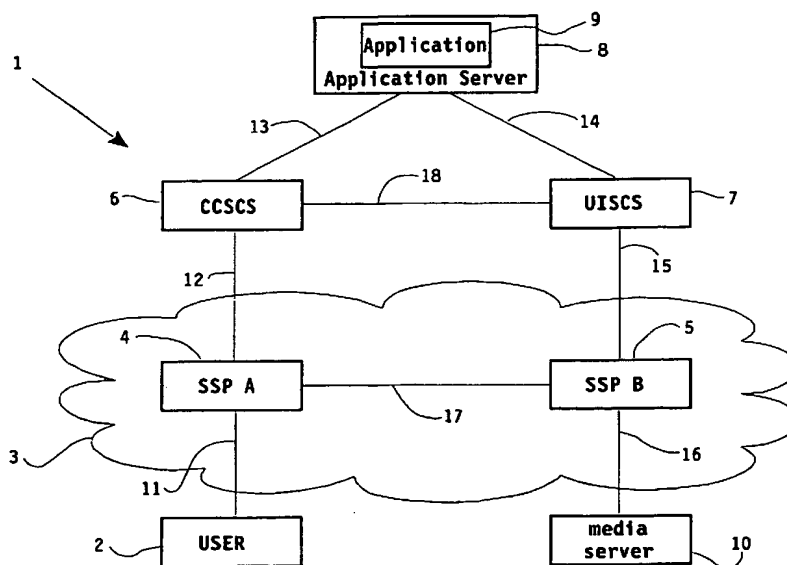 9
Application
8
1
Application Server
13
14
18
6
CCSCS
UISCS
7
12
15
4
5
SSP A
SSP B
17
3
11
16
2
USER
media
server
10